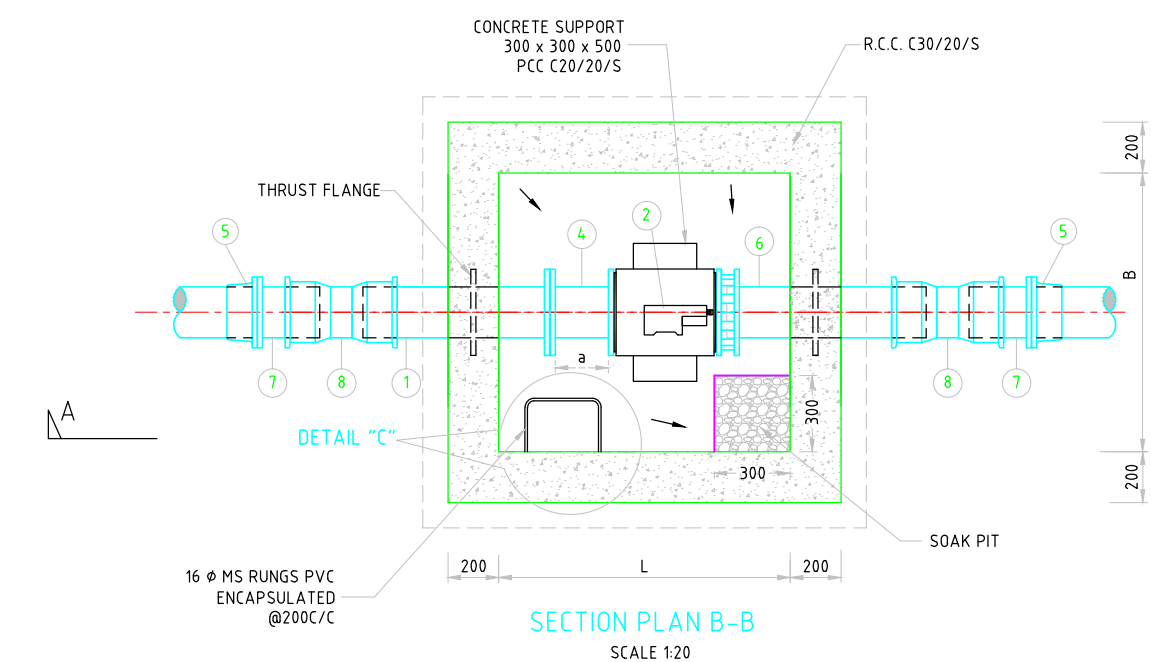 CONCRETE SUPPORT
300 x 300 x 500
PCC C20/20/S
R.C.C. C30/20/S
200
THRUST FLANGE
2
5
4
6
5
B
a
7
8
1
8
7
A
300
DETAIL "C"
300
200
SOAK PIT
200
L
200
16 Ø MS RUNGS PVC
ENCAPSULATED
@200C/C
SECTION PLAN B-B
SCALE 1:20